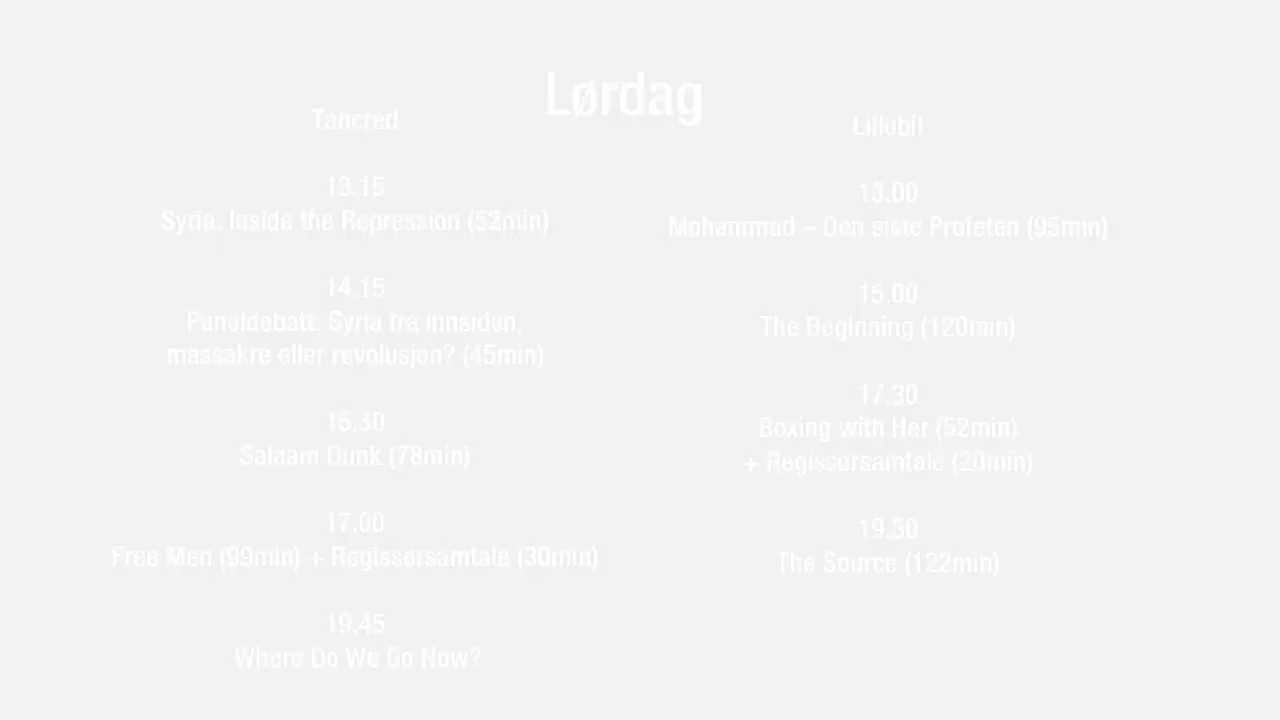 Lørdag
Tancred
13.15
Syria. Inside the Repression (52min)
14.15
Paneldebatt: Syria fra innsiden,
massakre eller revolusjon? (45min)
15.30
Salaam Dunk (78min)
17.00
Free Men (99min) + Regissørsamtale (30min)
19.45
Where Do We Go Now?
Lillebil
13.00
Mohammad – Den siste Profeten (95min)
15.00
The Beginning (120min)
17.30
Boxing with Her (52min)
+ Regissørsamtale (20min)
19.30
The Source (122min)